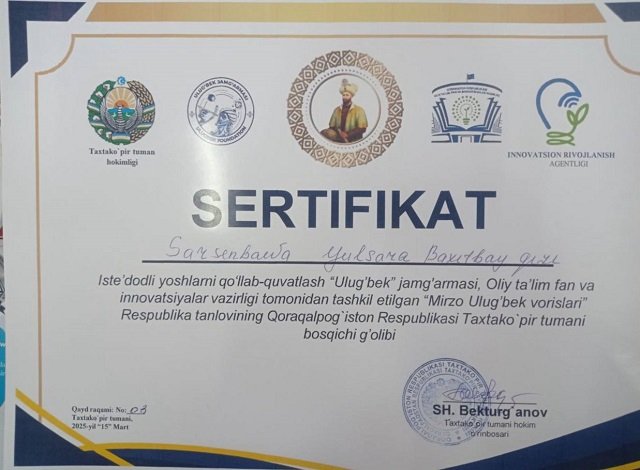 ULUG'BEK JAMG'ARMASI
ULUGBEK FOUNDATION
Taxtako`pir tuman
hokimligi
INNOVATSION RIVOJLANISH
AGENTLIGI
SERTIFIKAT
Sarsenbaeva Gulsara Baxitbay qizi
Iste’dodli yoshlarni qo‘llab-quvatlash “Ulug‘bek” jamg‘armasi, Oliy ta’lim fan va
innovatsiyalar vazirligi tomonidan tashkil etilgan “Mirzo Ulug‘bek vorislari”
Respublika tanlovining Qoraqalpog`iston Respublikasi Taxtako`pir tumani
bosqichi g‘olibi
Qayd raqami: No: 03
Taxtako`pir tumani,
2025-yil “15” Mart
SH. Bekturg`anov
Taxtako`pir tumani hokim
o‘rinbosari